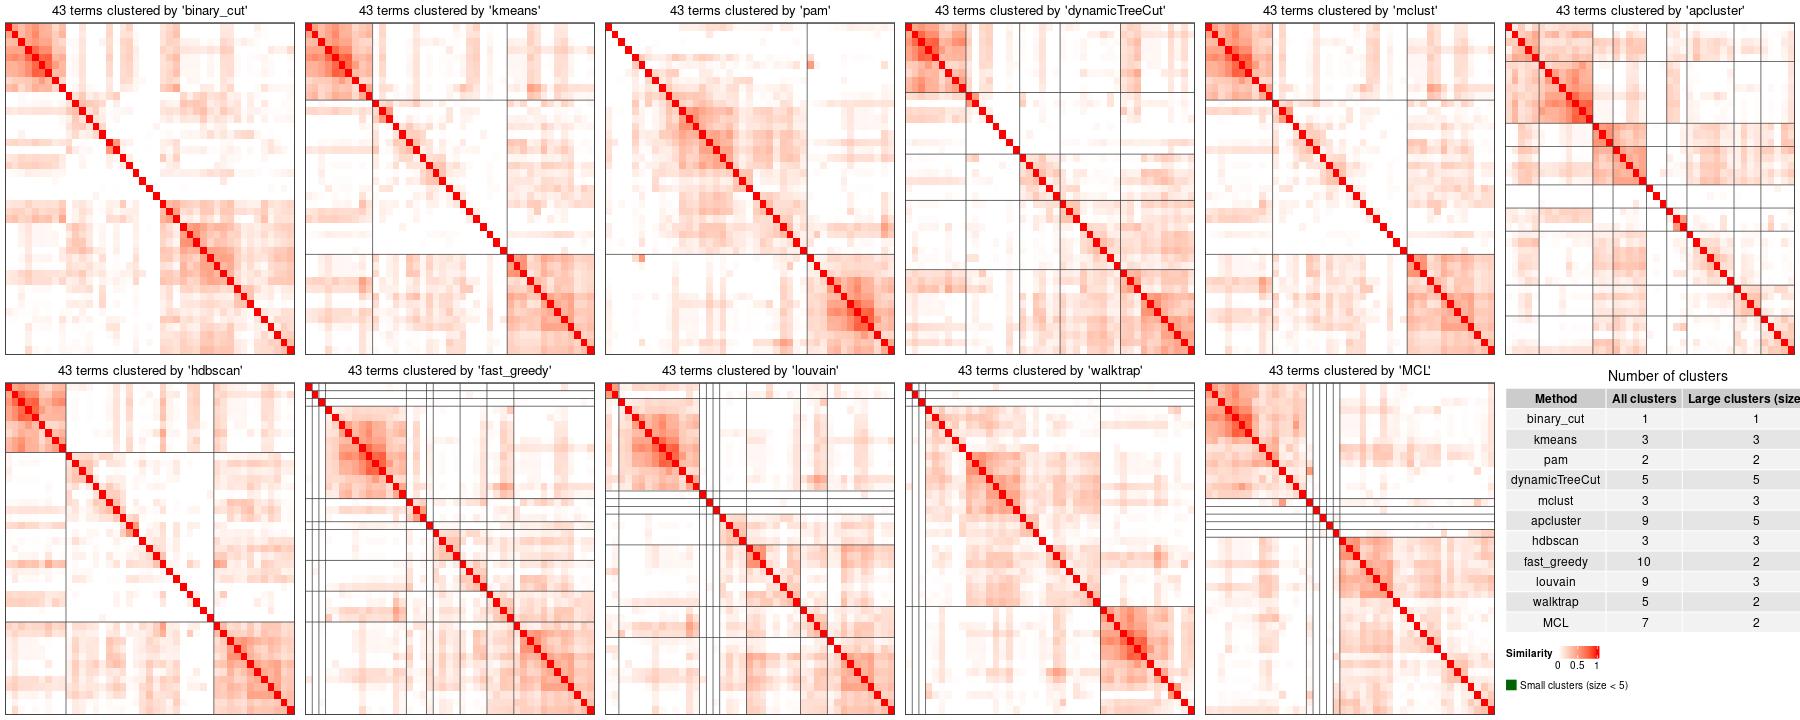 43 terms clustered by 'binary_cut'
43 terms clustered by 'kmeans'
43 terms clustered by 'pam'
43 terms clustered by 'dynamicTreeCut'
43 terms clustered by 'mclust'
43 terms clustered by 'apcluster'
43 terms clustered by 'hdbscan'
43 terms clustered by 'fast_greedy'
43 terms clustered by 'louvain'
43 terms clustered by 'walktrap'
43 terms clustered by 'MCL'
Number of clusters
Method All clusters Large clusters (size
binary_cut 1 1
kmeans 3 3
pam 2 2
dynamicTreeCut 5 5
mclust 3 3
apcluster 9 5
hdbscan 3 3
fast_greedy 10 2
louvain 9 3
walktrap 5 2
MCL 7 2
Similarity
0 0.5 1
Small clusters (size < 5)